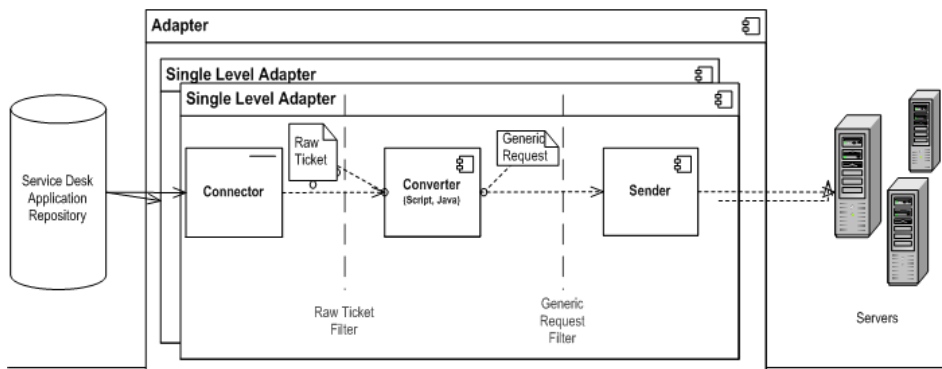 Adapter
Single Level Adapter
Single Level Adapter
Service Desk
Application
Repository
Connector
Raw
Ticket
Converter
(Script, Java)
Generic
Request
Sender
Raw Ticket
Filter
Generic
Request
Filter
Servers